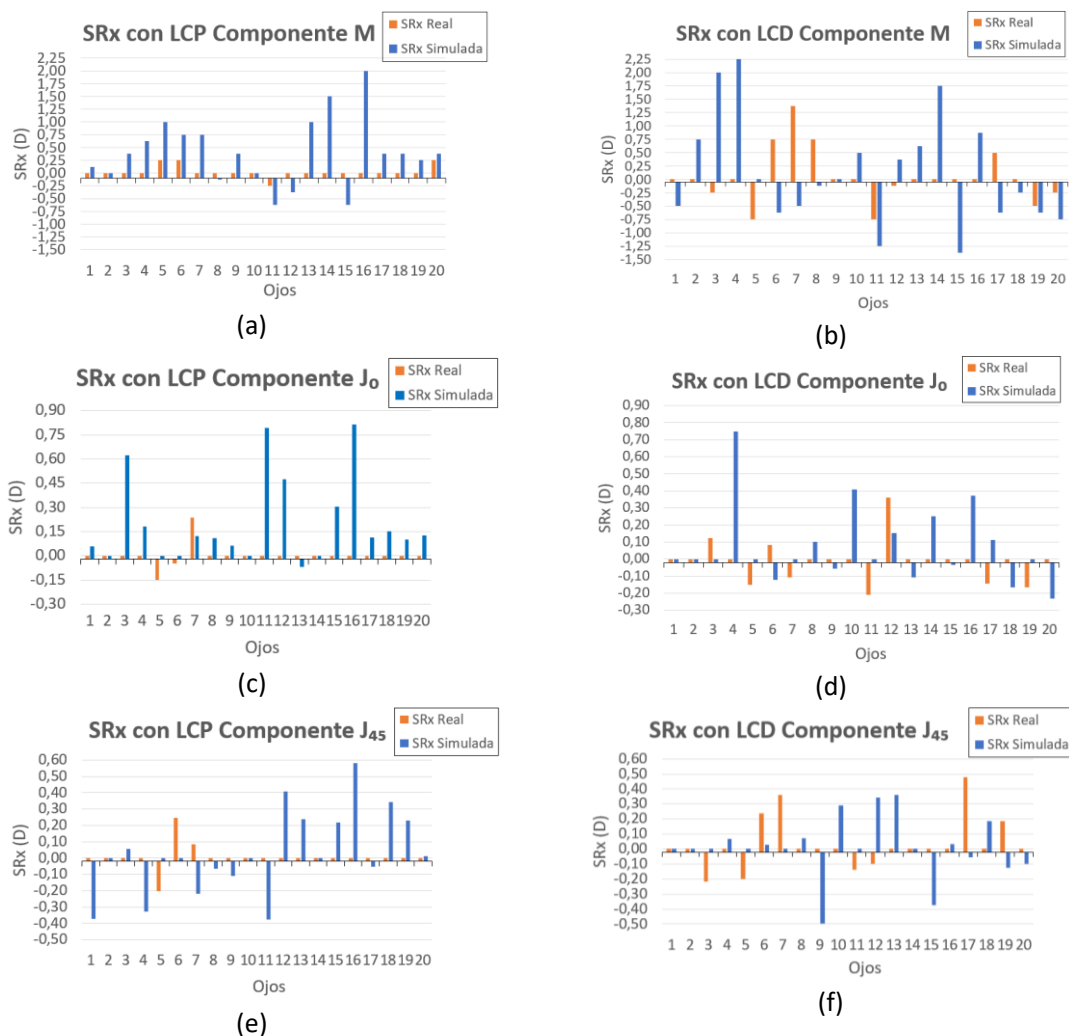 SRx con LCP Componente M
SRx Real
SRx Simulada
SRx (D)
2,25
2,00
1,75
1,50
1,25
1,00
0,75
0,50
0,25
0,00
-0,25
-0,50
-0,75
-1,00
-1,25
-1,50
1 2 3 4 5 6 7 8 9 10 11 12 13 14 15 16 17 18 19 20
Ojos
(a)
SRx con LCD Componente M
SRx Real
SRx Simulada
SRx (D)
2,25
2,00
1,75
1,50
1,25
1,00
0,75
0,50
0,25
0,00
-0,25
-0,50
-0,75
-1,00
-1,25
-1,50
1 2 3 4 5 6 7 8 9 10 11 12 13 14 15 16 17 18 19 20
Ojos
(b)
SRx con LCP Componente J₀
SRx Real
SRx Simulada
SRx (D)
0,90
0,75
0,60
0,45
0,30
0,15
0,00
-0,15
-0,30
1 2 3 4 5 6 7 8 9 10 11 12 13 14 15 16 17 18 19 20
Ojos
(c)
SRx con LCD Componente J₀
SRx Real
SRx Simulada
SRx (D)
0,90
0,80
0,70
0,60
0,50
0,40
0,30
0,20
0,10
0,00
-0,10
-0,20
-0,30
1 2 3 4 5 6 7 8 9 10 11 12 13 14 15 16 17 18 19 20
Ojos
(d)
SRx con LCP Componente J₄₅
SRx Real
SRx Simulada
SRx (D)
0,60
0,50
0,40
0,30
0,20
0,10
0,00
-0,10
-0,20
-0,30
-0,40
-0,50
1 2 3 4 5 6 7 8 9 10 11 12 13 14 15 16 17 18 19 20
Ojos
(e)
SRx con LCD Componente J₄₅
SRx Real
SRx Simulada
SRx (D)
0,60
0,50
0,40
0,30
0,20
0,10
0,00
-0,10
-0,20
-0,30
-0,40
-0,50
1 2 3 4 5 6 7 8 9 10 11 12 13 14 15 16 17 18 19 20
Ojos
(f)